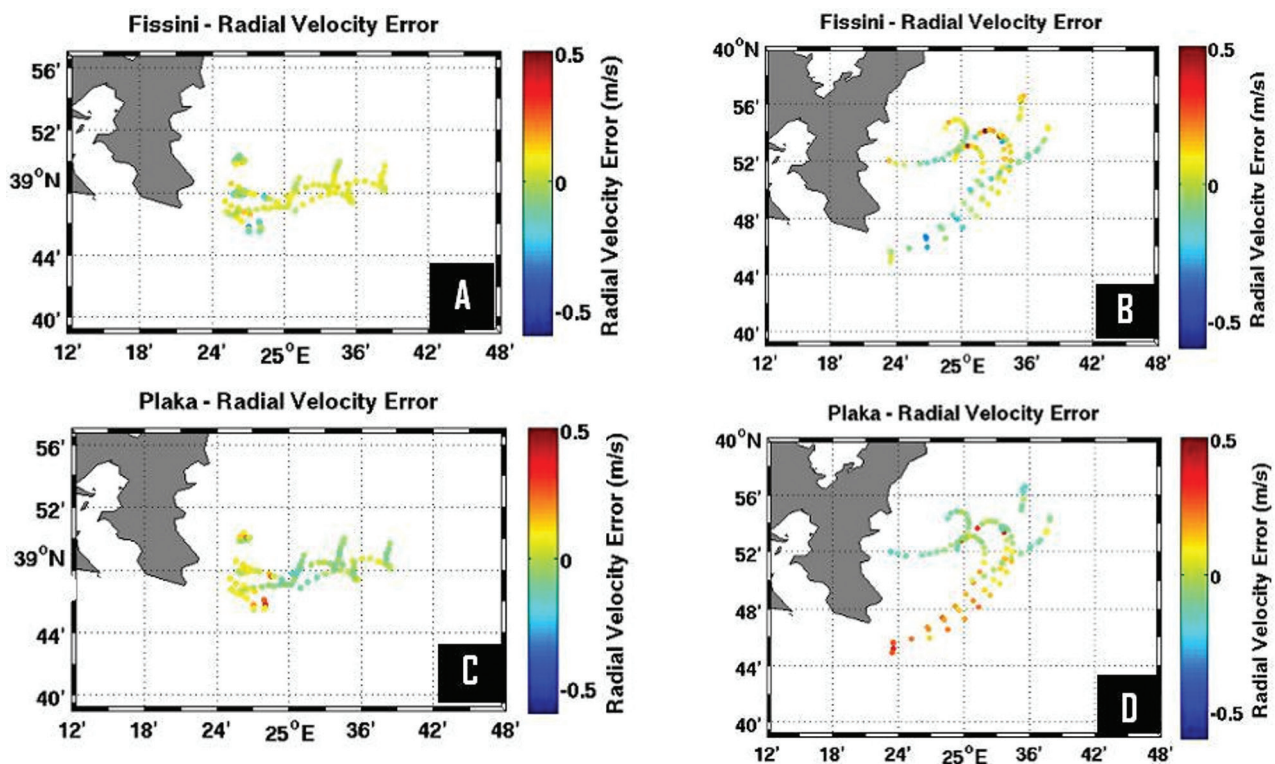 Fissini - Radial Velocity Error
56'
52'
39°N
44'
40'
12'
18'
24'
25°E
36'
42'
48'
0.5
0
-0.5
Radial Velocity Error (m/s)
A
Fissini - Radial Velocity Error
40°N
56'
52'
48'
44'
40'
12'
18'
24'
25°E
36'
42'
48'
0.5
0
-0.5
Radial Velocity Error (m/s)
B
Plaka - Radial Velocity Error
56'
52'
39°N
44'
40'
12'
18'
24'
25°E
36'
42'
48'
0.5
0
-0.5
Radial Velocity Error (m/s)
C
Plaka - Radial Velocity Error
40°N
56'
52'
48'
44'
40'
12'
18'
24'
25°E
36'
42'
48'
0.5
0
-0.5
Radial Velocity Error (m/s)
D